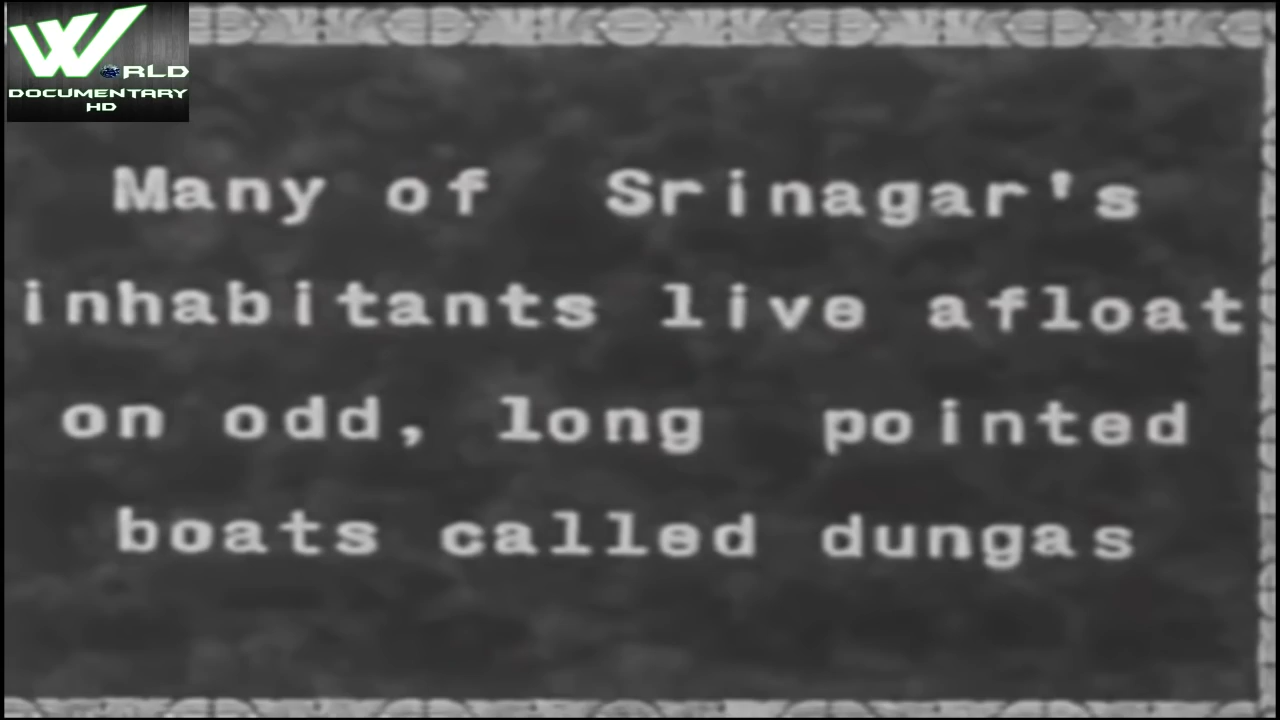 WORLD
DOCUMENTARY
HD
Many of Srinagar's
inhabitants live afloat
on odd, long pointed
boats called dungas